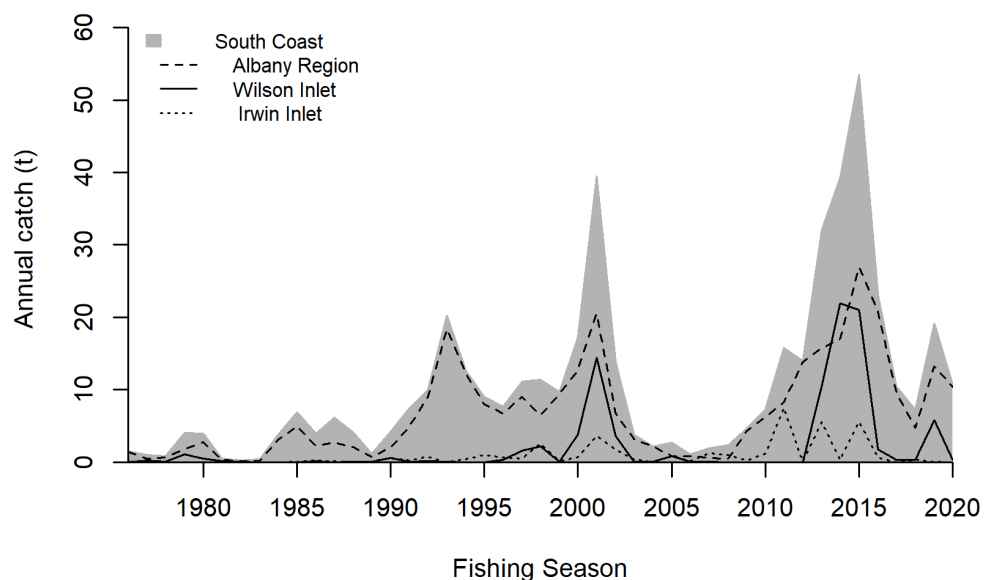 60
50
40
30
20
10
0
Annual catch (t)
South Coast
Albany Region
Wilson Inlet
Irwin Inlet
1980 1985 1990 1995 2000 2005 2010 2015 2020
Fishing Season